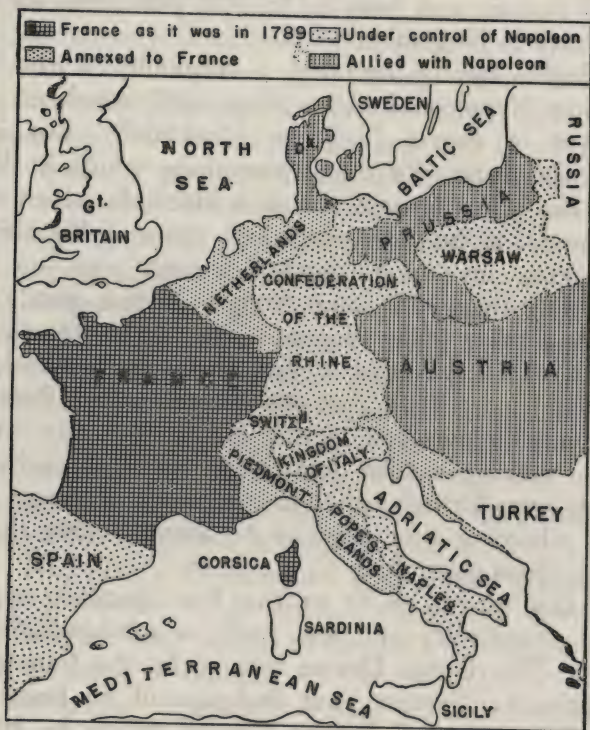 France as it was in 1789
Under control of Napoleon
Annexed to France
Allied with Napoleon
SWEDEN
NORTH
SEA
Dk.
BALTIC SEA
RUSSIA
Gt.
BRITAIN
PRUSSIA
WARSAW
NETHERLANDS
CONFEDERATION
OF THE
RHINE
FRANCE
AUSTRIA
SWITZD
KINGDOM
OF ITALY
PIEDMONT
POPE'S
LANDS
NAPLES
ADRIATIC SEA
TURKEY
SPAIN
CORSICA
SARDINIA
MEDITERRANEAN SEA
SICILY